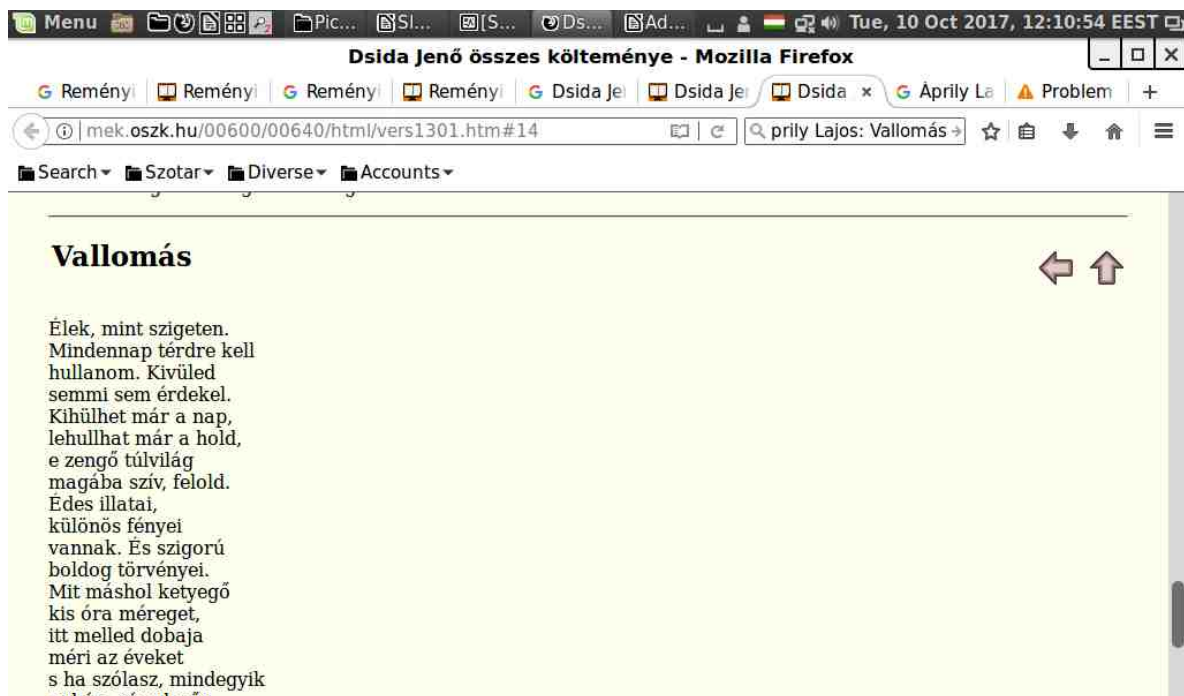 Menu Pic... Sl... [S... Ds... Ad... Tue, 10 Oct 2017, 12:10:54 EEST
Dsida Jenő összes költeménye - Mozilla Firefox
Reményi Reményi Reményi Reményi Dsida Je Dsida Jer Dsida × Áprily La Problem +
mek.oszk.hu/00600/00640/html/vers1301.htm#14 prily Lajos: Vallomás
Search Szotar Diverse Accounts
Vallomás
Élek, mint szigeten.
Mindennap térdre kell
hullanom. Kivüled
semmi sem érdekel.
Kihülhet már a nap,
lehullhat már a hold,
e zengő túlvilág
magába szív, felold.
Édes illatai,
különös fényei
vannak. És szigorú
boldog törvényei.
Mit máshol ketyegő
kis óra méreget,
itt melled dobaja
méri az éveket
s ha szólasz, mindegyik